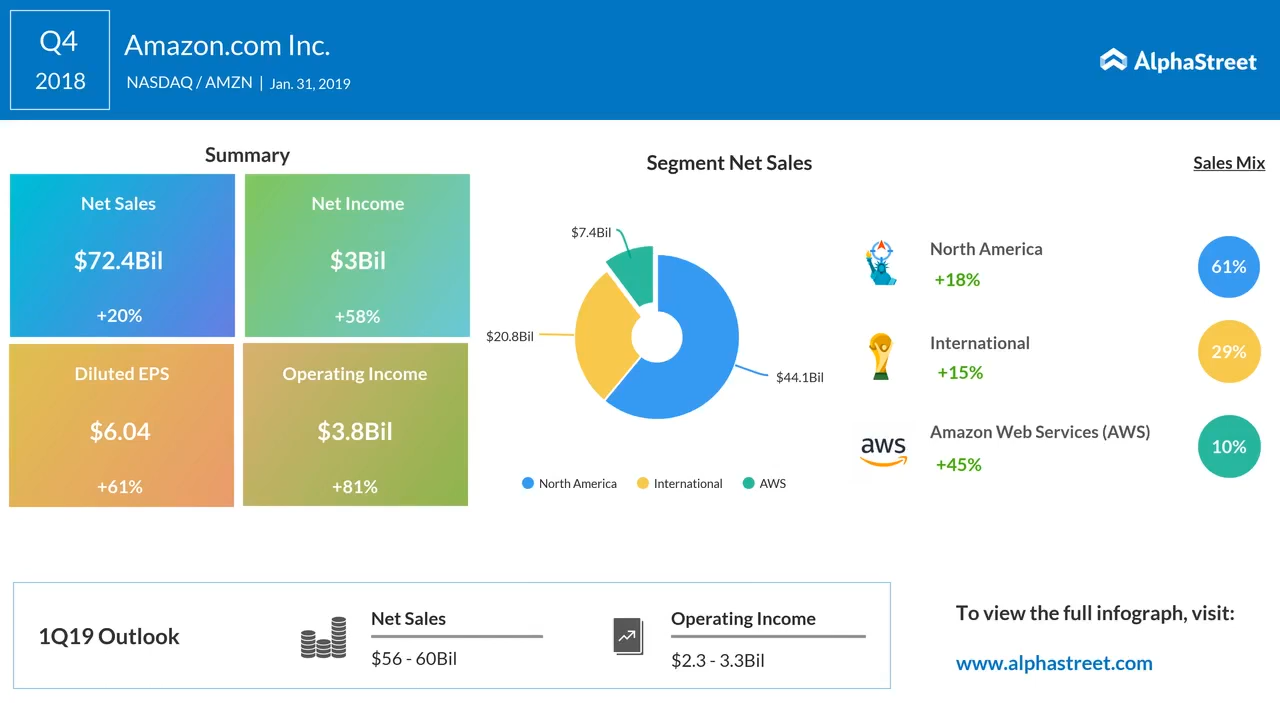 Q4
2018
Amazon.com Inc.
NASDAQ / AMZN | Jan. 31, 2019
AlphaStreet
Summary
Net Sales
$72.4Bil
+20%
Net Income
$3Bil
+58%
Diluted EPS
$6.04
+61%
Operating Income
$3.8Bil
+81%
Segment Net Sales
$7.4Bil
$20.8Bil
$44.1Bil
North America
International
AWS
Sales Mix
North America
+18%
61%
International
+15%
29%
aws
Amazon Web Services (AWS)
+45%
10%
1Q19 Outlook
Net Sales
$56 - 60Bil
Operating Income
$2.3 - 3.3Bil
To view the full infograph, visit:
www.alphastreet.com